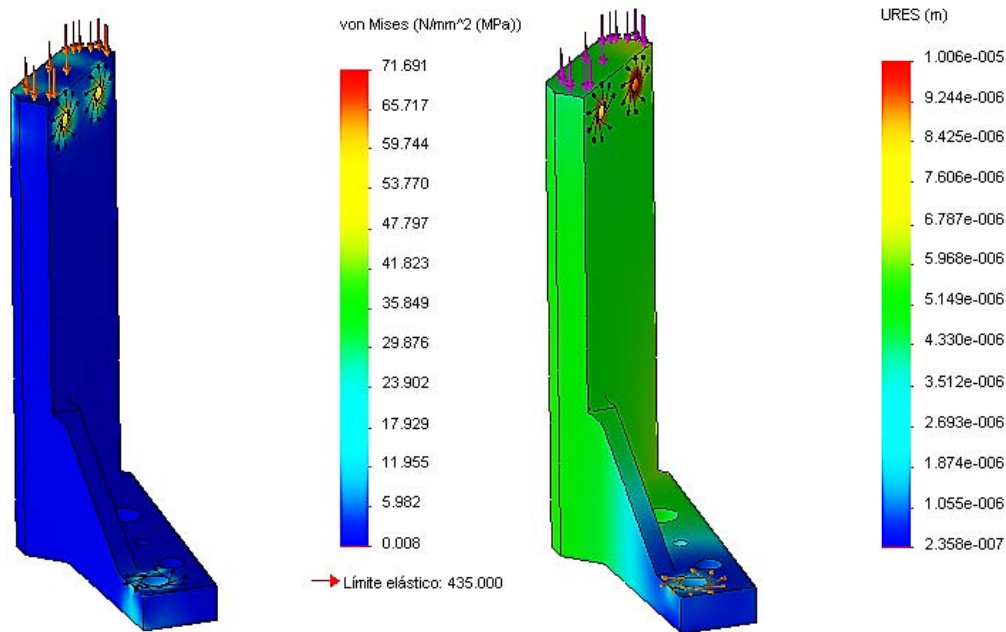 von Mises (N/mm^2 (MPa))
71.691
65.717
59.744
53.770
47.797
41.823
35.849
29.876
23.902
17.929
11.955
5.982
0.008
Límite elástico: 435.000
URES (m)
1.006e-005
9.244e-006
8.425e-006
7.606e-006
6.787e-006
5.968e-006
5.149e-006
4.330e-006
3.512e-006
2.693e-006
1.874e-006
1.055e-006
2.358e-007